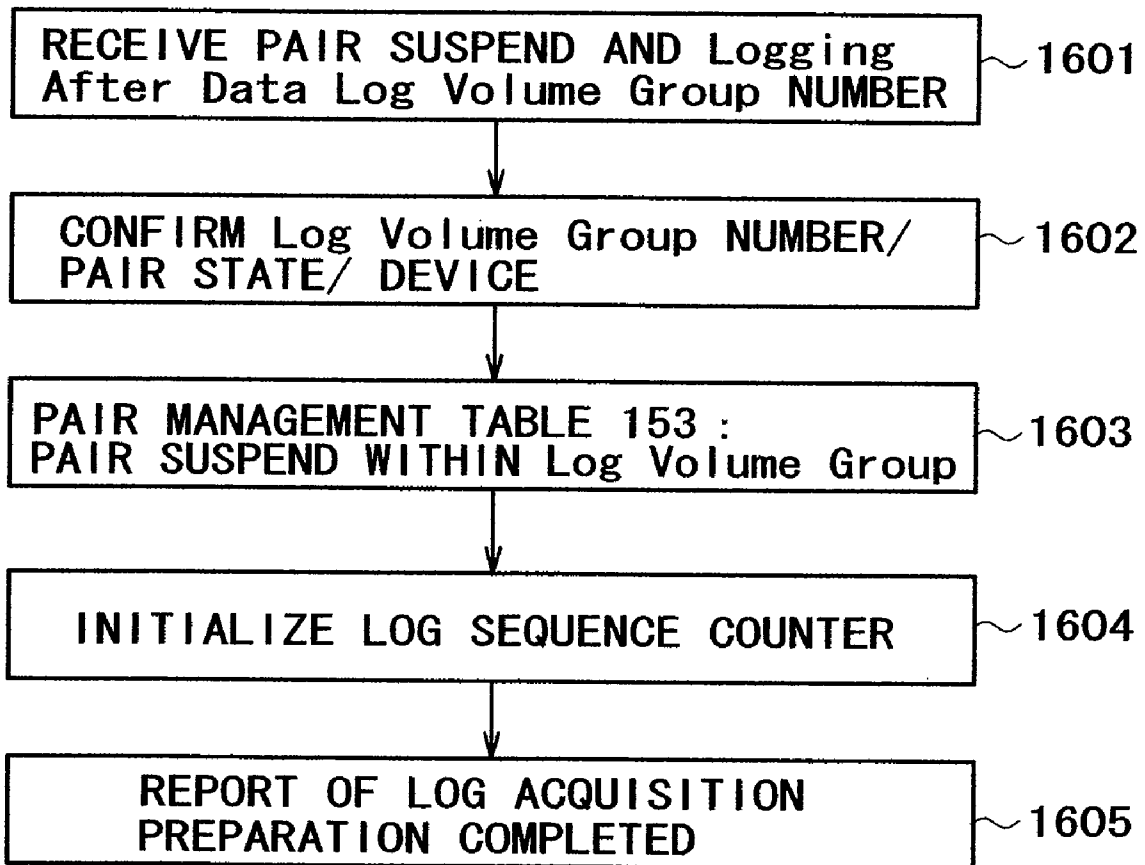 RECEIVE PAIR SUSPEND AND Logging
After Data Log Volume Group NUMBER
1601
CONFIRM Log Volume Group NUMBER/
PAIR STATE/ DEVICE
1602
PAIR MANAGEMENT TABLE 153 :
PAIR SUSPEND WITHIN Log Volume Group
1603
INITIALIZE LOG SEQUENCE COUNTER
1604
REPORT OF LOG ACQUISITION
PREPARATION COMPLETED
1605